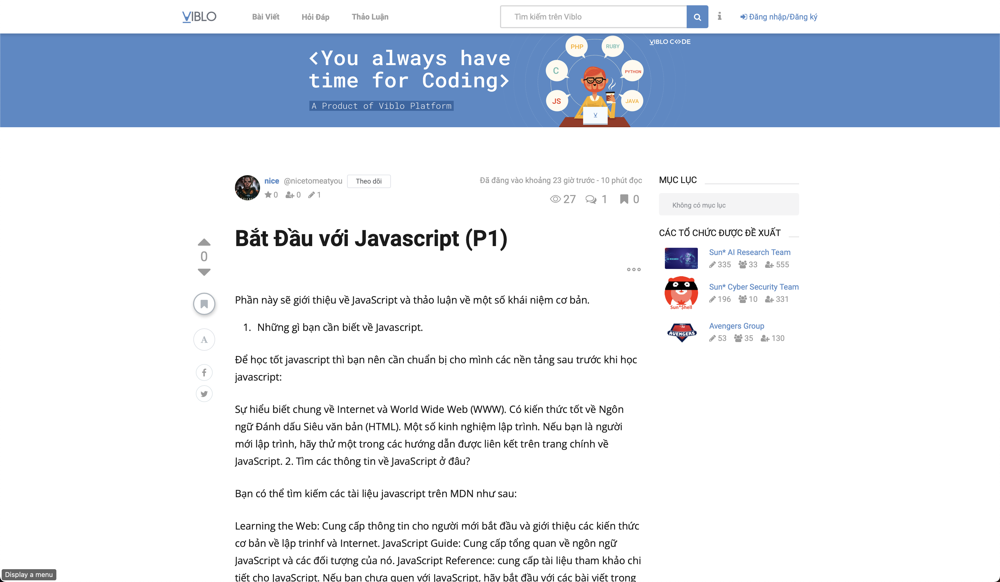 VIBLO
Bài Viết
Hỏi Đáp
Thảo Luận
Tìm kiếm trên Viblo
Đăng nhập/Đăng ký
<You always have
time for Coding>
A Product of Viblo Platform
VIBLO C</>DE
PHP
RUBY
C
PYTHON
JS
JAVA
nice @nicetomeatyou Theo dõi
0 0 1
Đã đăng vào khoảng 23 giờ trước - 10 phút đọc
27 1 0
Bắt Đầu với Javascript (P1)
0
A
Phần này sẽ giới thiệu về JavaScript và thảo luận về một số khái niệm cơ bản.
1. Những gì bạn cần biết về Javascript.
Để học tốt javascript thì bạn nên cần chuẩn bị cho mình các nền tảng sau trước khi học
javascript:
Sự hiểu biết chung về Internet và World Wide Web (WWW). Có kiến thức tốt về Ngôn
ngữ Đánh dấu Siêu văn bản (HTML). Một số kinh nghiệm lập trình. Nếu bạn là người
mới lập trình, hãy thử một trong các hướng dẫn được liên kết trên trang chính về
JavaScript. 2. Tìm các thông tin về JavaScript ở đâu?
Bạn có thể tìm kiếm các tài liệu javascript trên MDN như sau:
Learning the Web: Cung cấp thông tin cho người mới bắt đầu và giới thiệu các kiến thức
cơ bản về lập trinhf và Internet. JavaScript Guide: Cung cấp tổng quan về ngôn ngữ
JavaScript và các đối tượng của nó. JavaScript Reference: cung cấp tài liệu tham khảo chi
tiết cho JavaScript. Nếu bạn chưa quen với JavaScript, hãy bắt đầu với các bài viết trong
MỤC LỤC
Không có mục lục
CÁC TỔ CHỨC ĐƯỢC ĐỀ XUẤT
AI RESEARCH
Sun* AI Research Team
335 33 555
Sun*$hell
Sun* Cyber Security Team
196 10 331
AVENGERS
Avengers Group
53 35 130
Display a menu